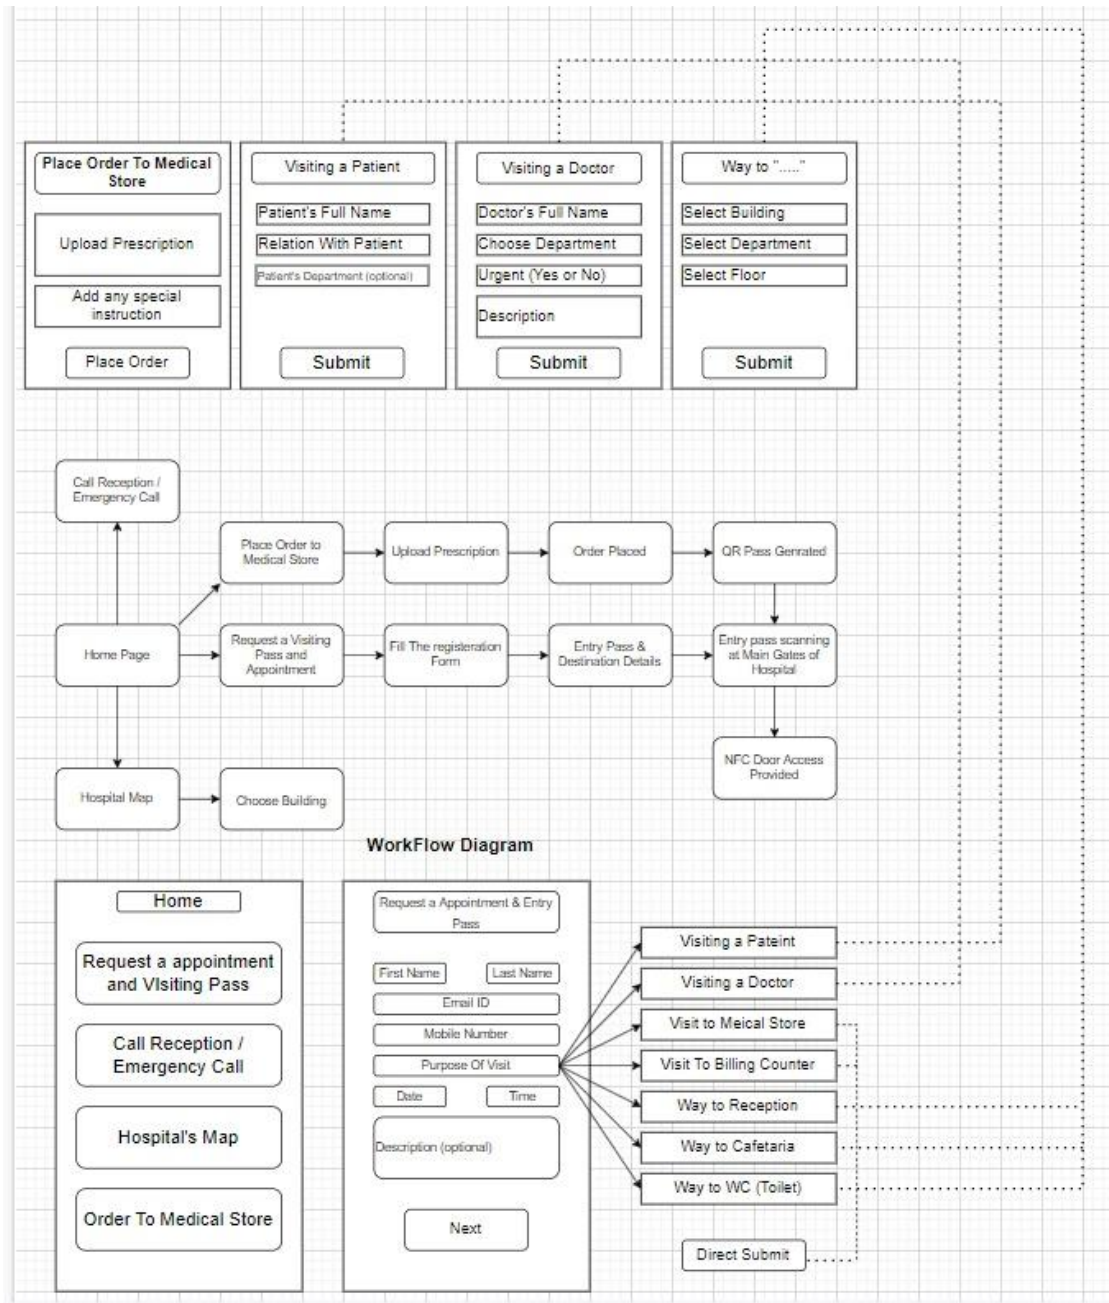 Place Order To Medical
Store
Upload Prescription
Add any special
instruction
Place Order
Visiting a Patient
Patient's Full Name
Relation With Patient
Patient's Department (optional)
Submit
Visiting a Doctor
Doctor's Full Name
Choose Department
Urgent (Yes or No)
Description
Submit
Way to "....."
Select Building
Select Department
Select Floor
Submit
Call Reception /
Emergency Call
Place Order to
Medical Store
Upload Prescription
Order Placed
QR Pass Genrated
Home Page
Request a Visiting
Pass and
Appointment
Fill The registeration
Form
Entry Pass &
Destination Details
Entry pass scanning
at Main Gates of
Hospital
NFC Door Access
Provided
Hospital Map
Choose Building
WorkFlow Diagram
Home
Request a appointment
and VIsiting Pass
Call Reception /
Emergency Call
Hospital's Map
Order To Medical Store
Request a Appointment & Entry
Pass
First Name
Last Name
Email ID
Mobile Number
Purpose Of Visit
Date
Time
Description (optional)
Next
Visiting a Pateint
Visiting a Doctor
Visit to Meical Store
Visit To Billing Counter
Way to Reception
Way to Cafetaria
Way to WC (Toilet)
Direct Submit